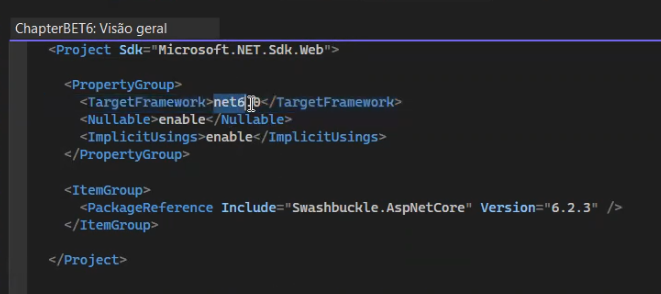 ChapterBET6: Visão geral
<Project Sdk="Microsoft.NET.Sdk.Web">
<PropertyGroup>
<TargetFramework>net6.0</TargetFramework>
<Nullable>enable</Nullable>
<ImplicitUsings>enable</ImplicitUsings>
</PropertyGroup>
<ItemGroup>
<PackageReference Include="Swashbuckle.AspNetCore" Version="6.2.3" />
</ItemGroup>
</Project>